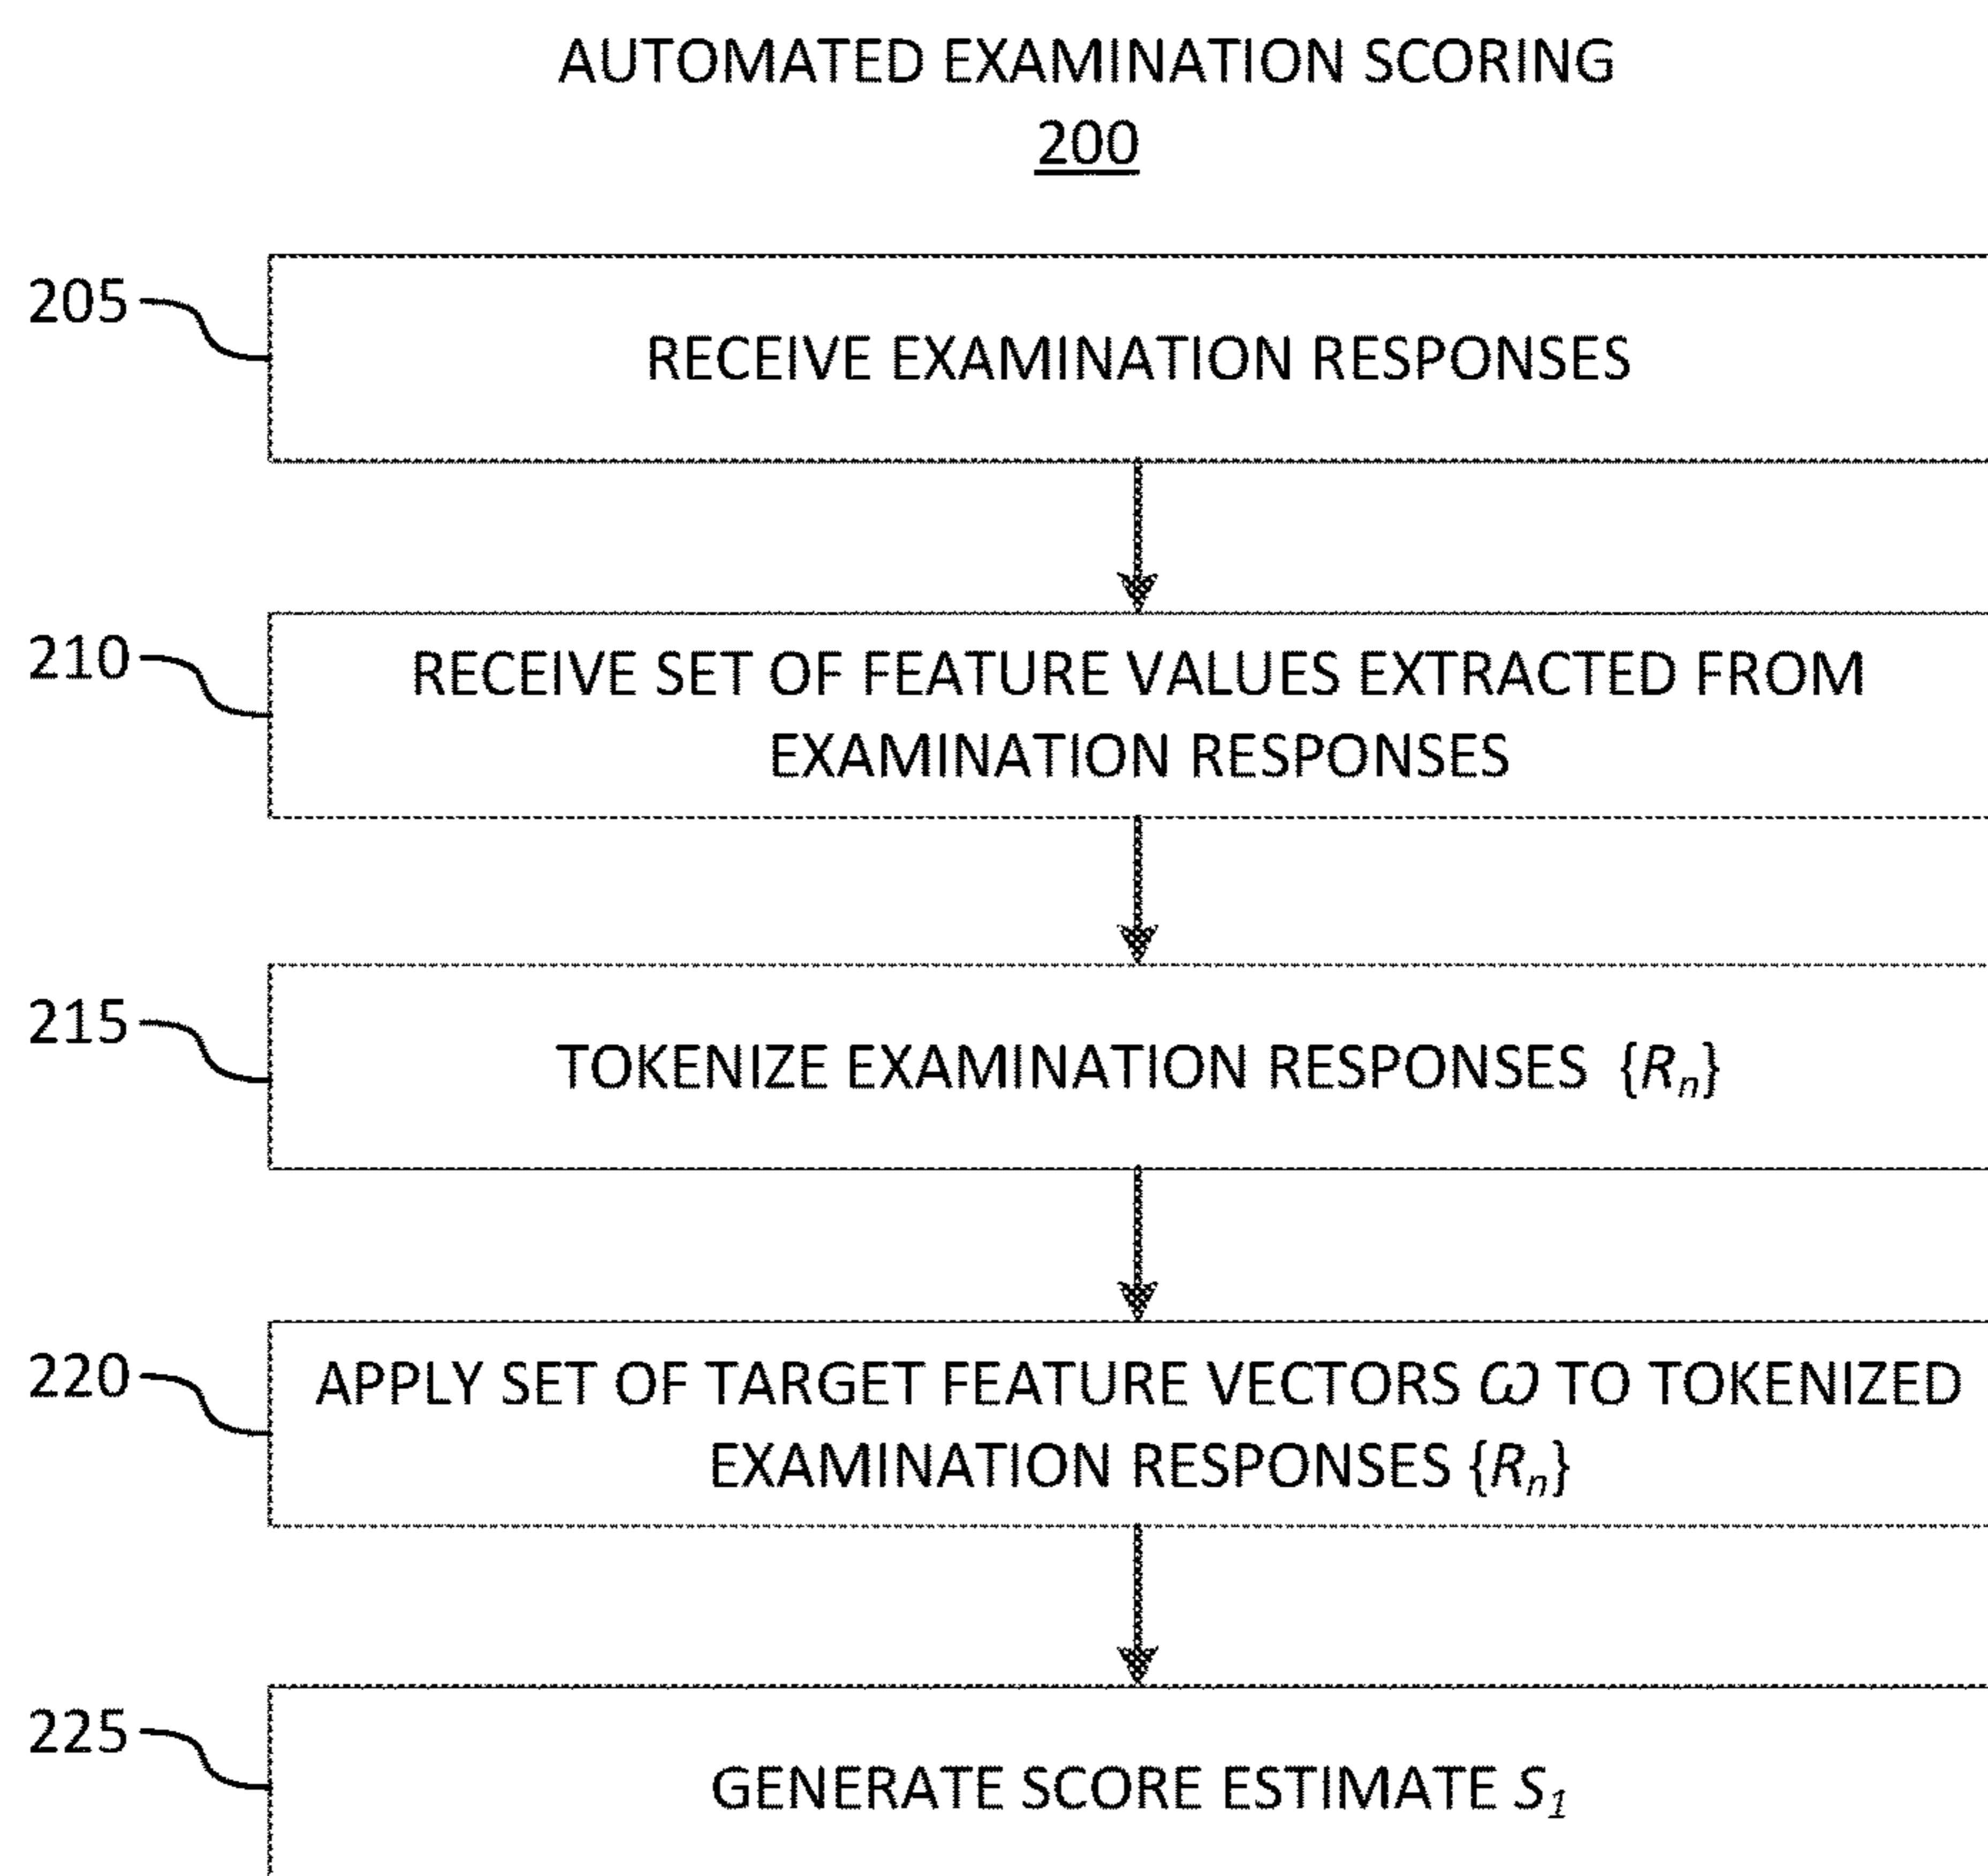 AUTOMATED EXAMINATION SCORING
200
205
RECEIVE EXAMINATION RESPONSES
210
RECEIVE SET OF FEATURE VALUES EXTRACTED FROM
EXAMINATION RESPONSES
215
TOKENIZE EXAMINATION RESPONSES {Rₙ}
220
APPLY SET OF TARGET FEATURE VECTORS ω TO TOKENIZED
EXAMINATION RESPONSES {Rₙ}
225
GENERATE SCORE ESTIMATE S₁